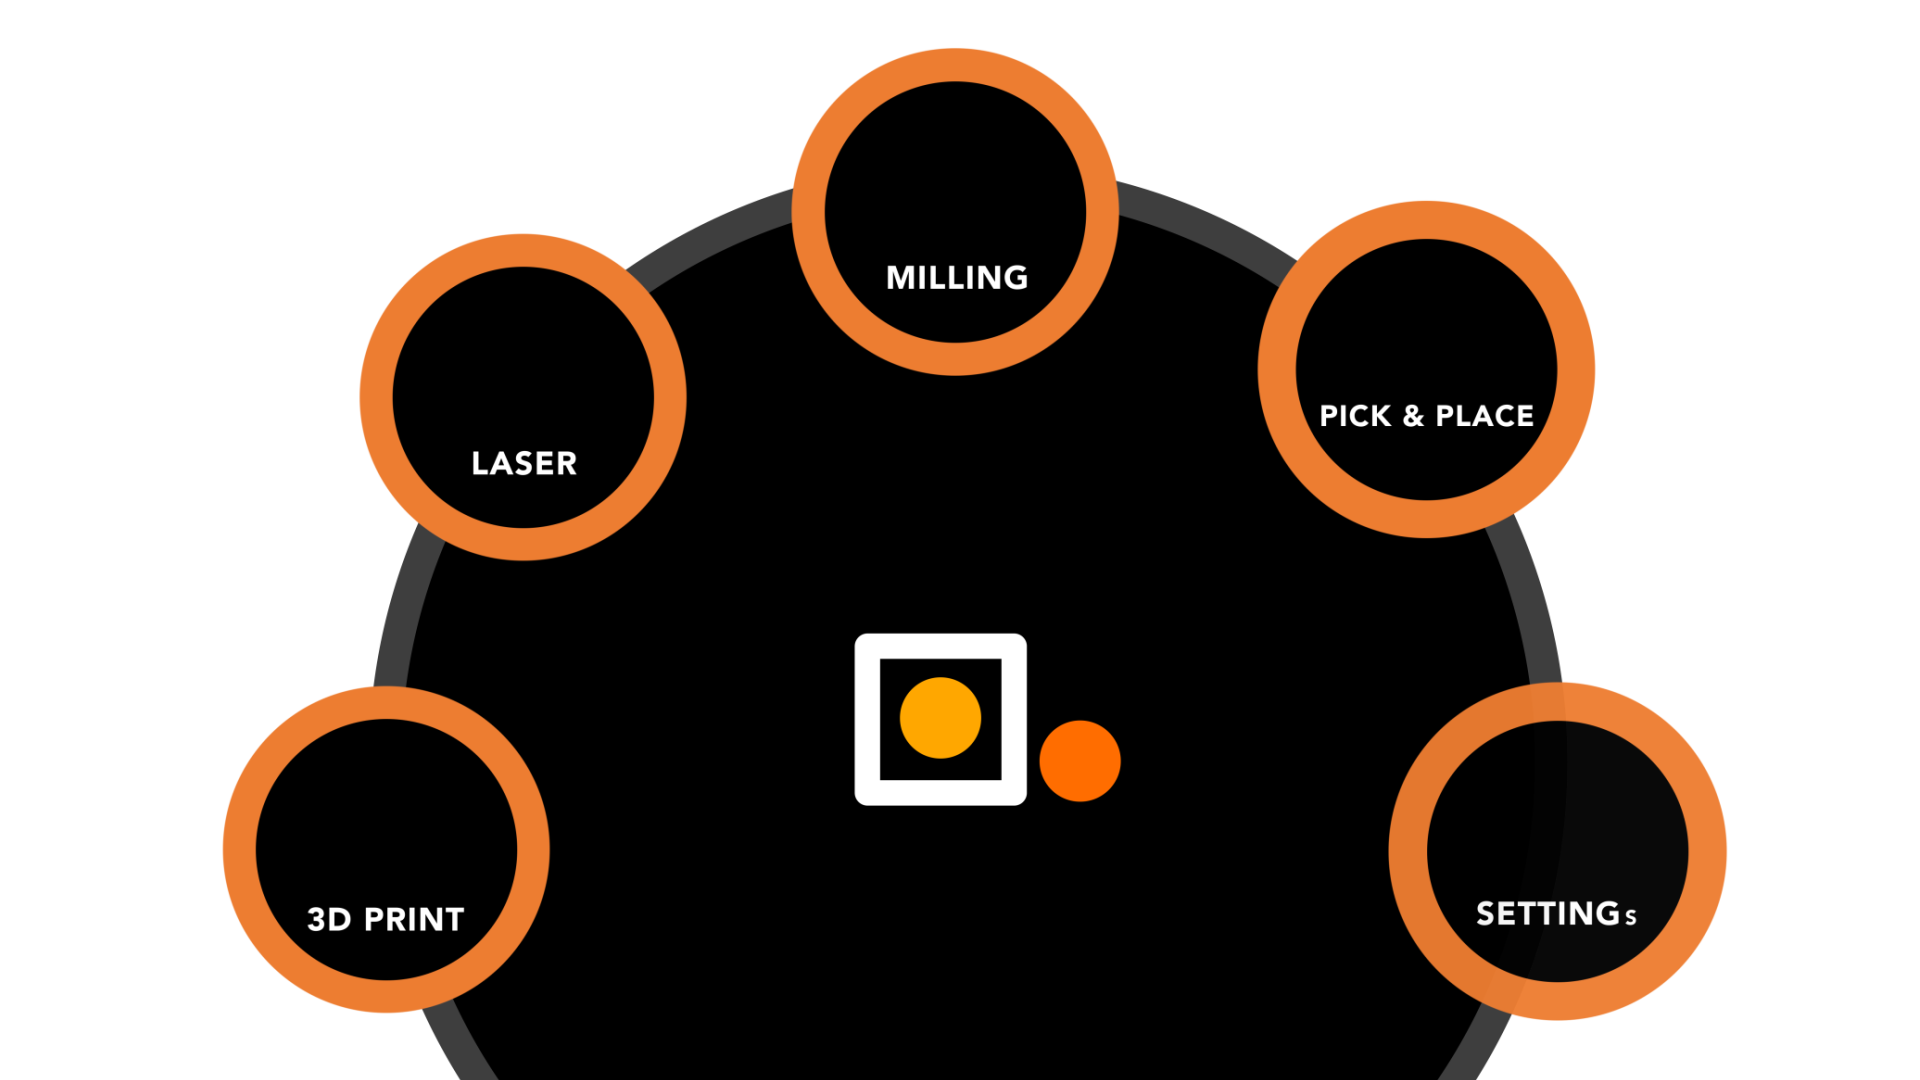 MILLING
LASER
PICK & PLACE
3D PRINT
SETTINGs